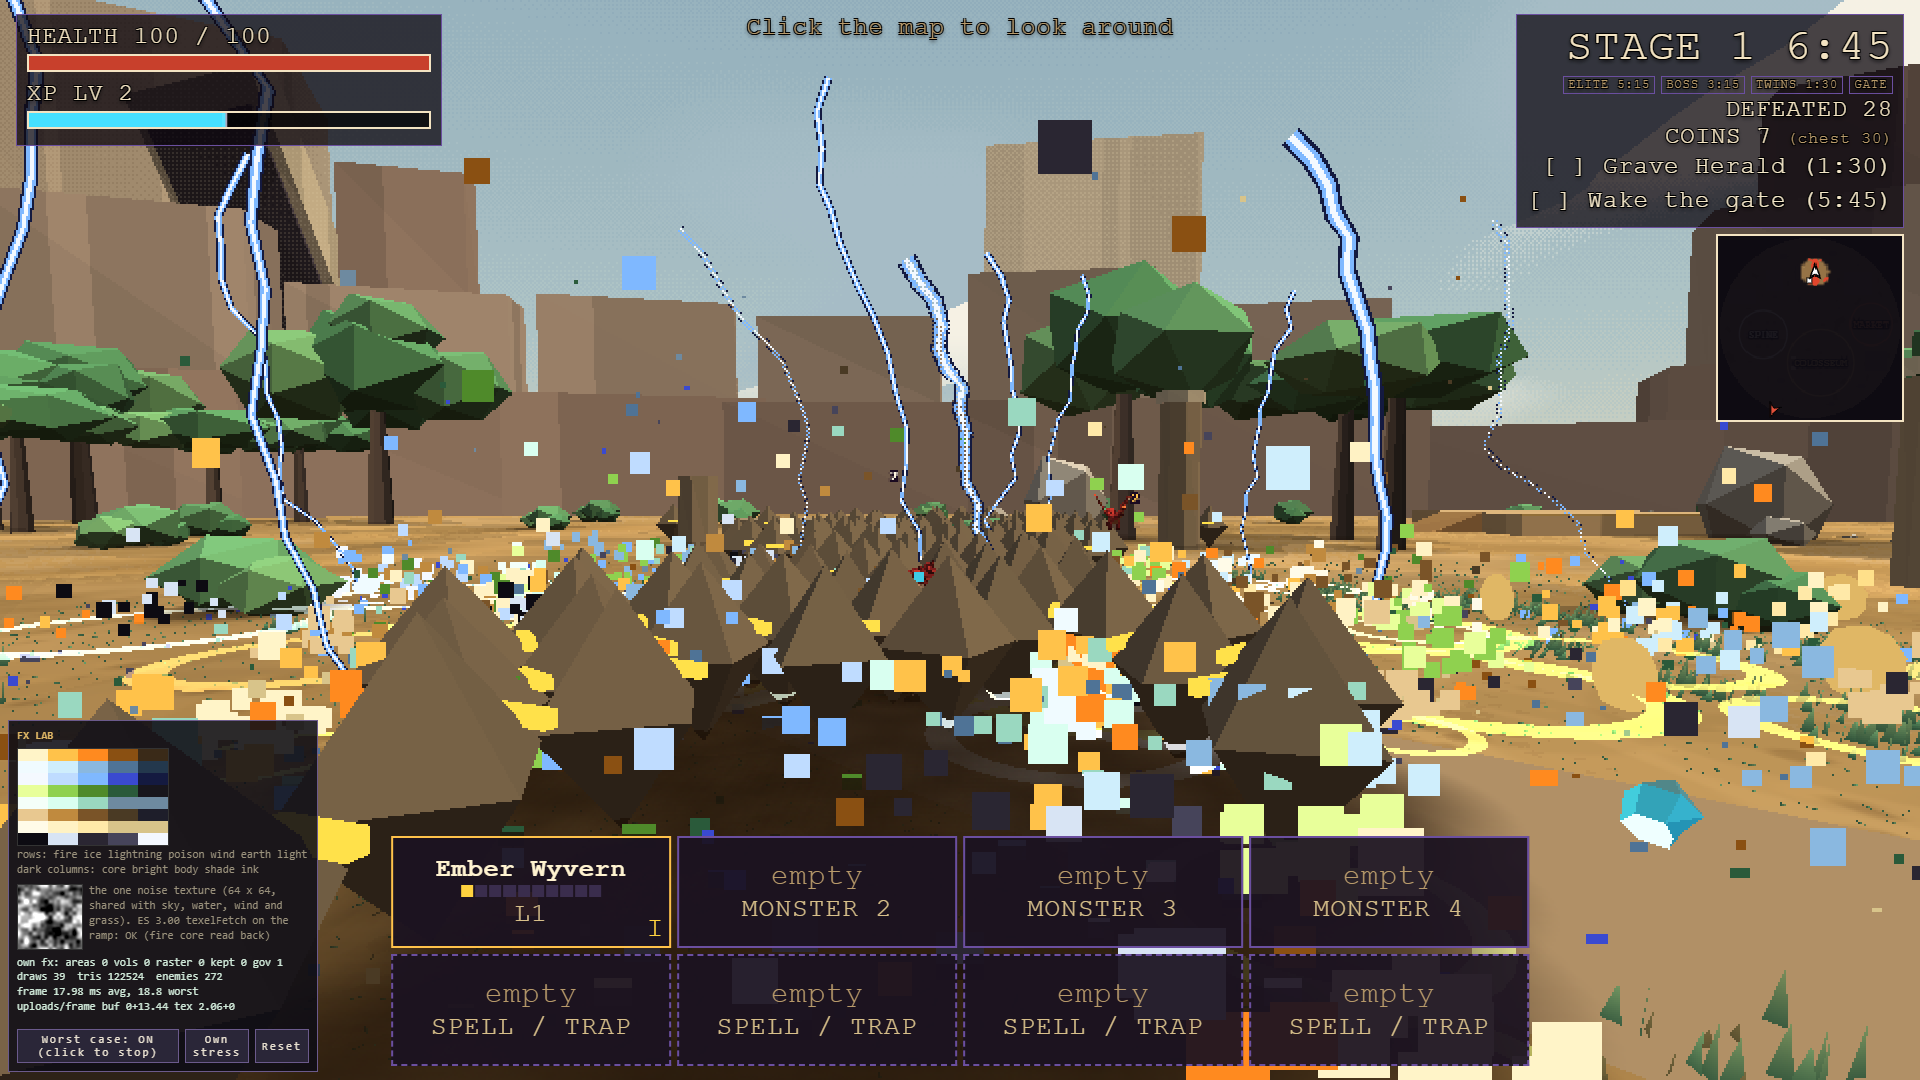 HEALTH 100 / 100
XP LV 2
Click the map to look around
STAGE 1 6:45
ELITE 5:15 BOSS 3:15 TWINS 1:30 GATE
DEFEATED 28
COINS 7 (chest 30)
[ ] Grave Herald (1:30)
[ ] Wake the gate (5:45)
FX LAB
rows: fire ice lightning poison wind earth light
dark columns: core bright body shade ink
the one noise texture (64 x 64,
shared with sky, water, wind and
grass). ES 3.00 texelFetch on the
ramp: OK (fire core read back)
own fx: areas 0 vols 0 raster 0 kept 0 gov 1
draws 39 tris 122524 enemies 272
frame 17.98 ms avg, 18.8 worst
uploads/frame buf 0+13.44 tex 2.06+0
Worst case: ON
(click to stop)
Own
stress
Reset
Ember Wyvern
L1
I
empty
MONSTER 2
empty
MONSTER 3
empty
MONSTER 4
empty
SPELL / TRAP
empty
SPELL / TRAP
empty
SPELL / TRAP
empty
SPELL / TRAP